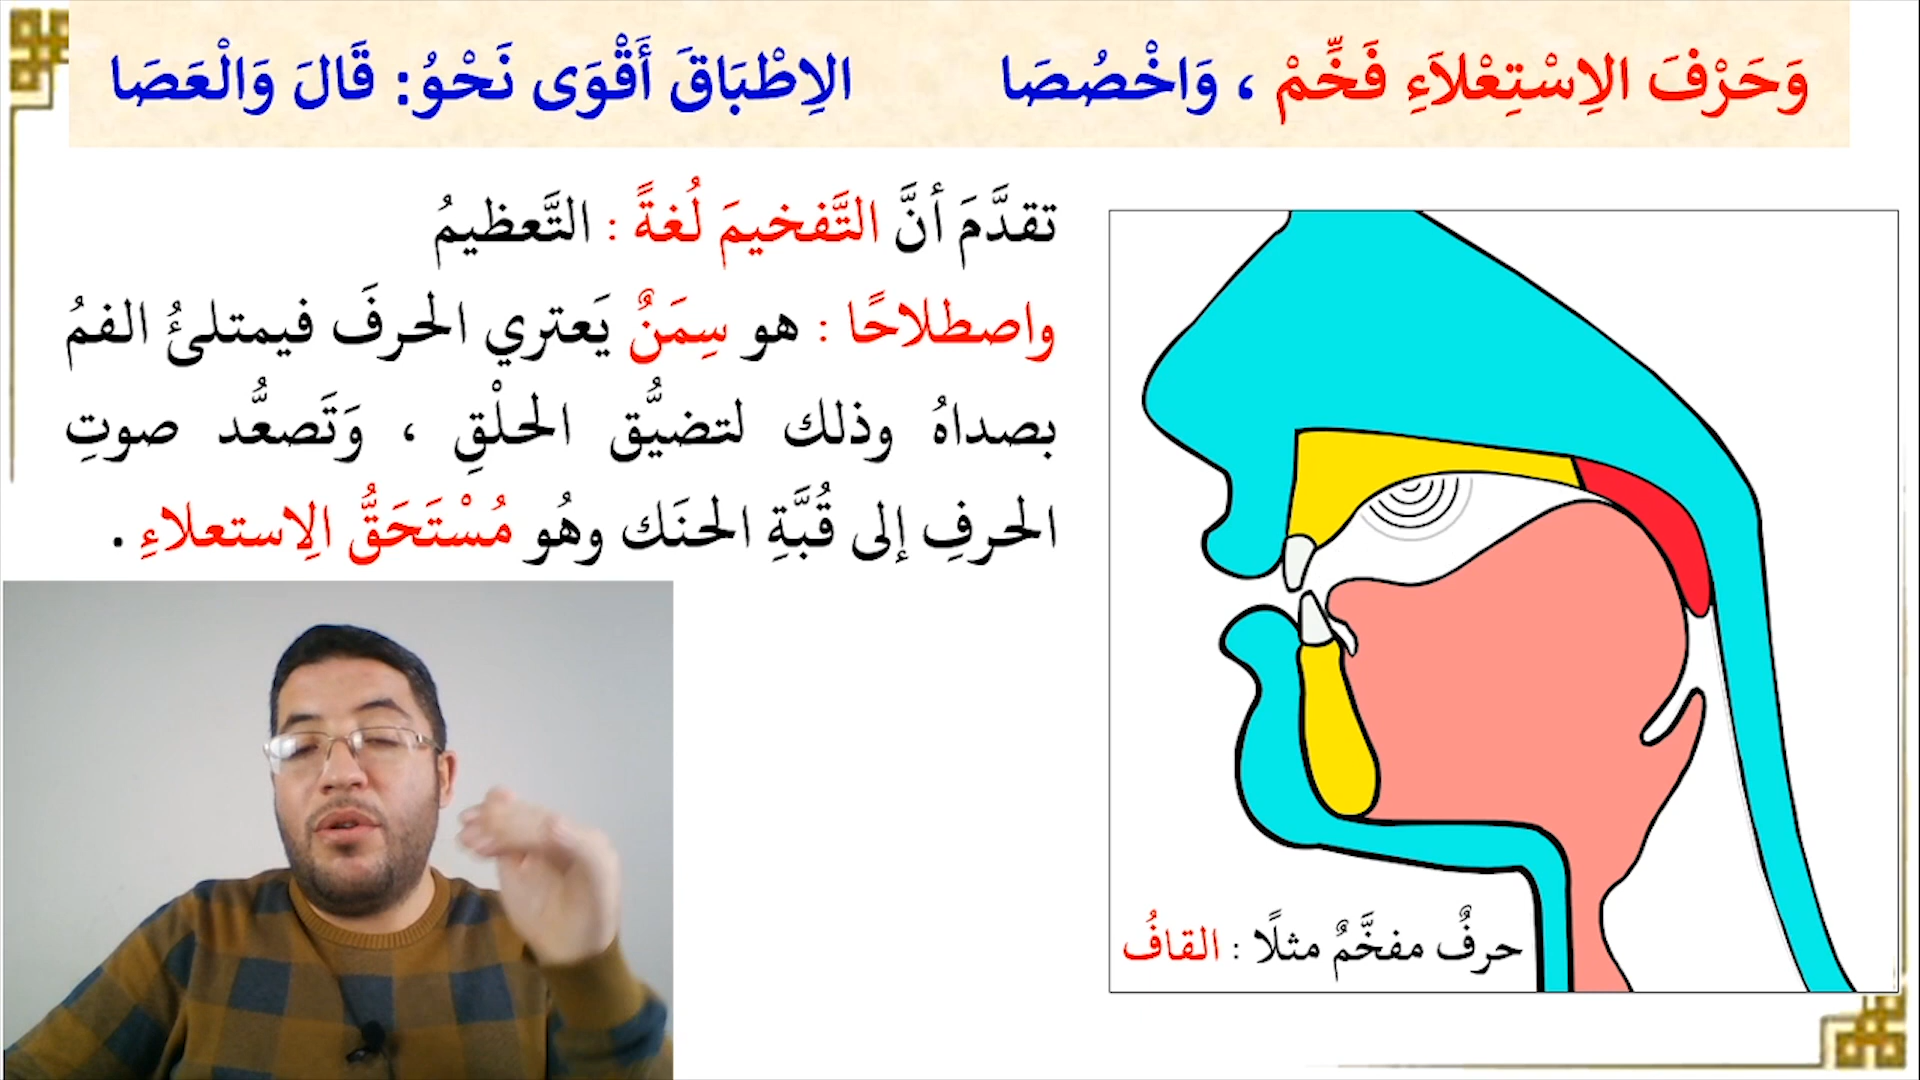 وَحَرْفَ الِاسْتِعْلَاءِ فَخِّمْ ، وَاخْصُصَا الِاطْبَاقَ أَقْوَى نَحْوُ: قَالَ وَالْعَصَا
تقدَّمَ أنَّ التَّفخيمَ لُغةً : التَّعظيمُ
واصطلاحًا : هو سِمَنٌ يَعتري الحرفَ فيمتلئُ الفمُ
بصداهُ وذلك لتضيُّق الحلْقِ ، وَتَصعُّد صوتِ
الحرفِ إلى قُبَّةِ الحنَك وهُو مُسْتَحَقُّ الِاستعلاءِ .
حرفٌ مفخَّمٌ مثلًا : القافُ